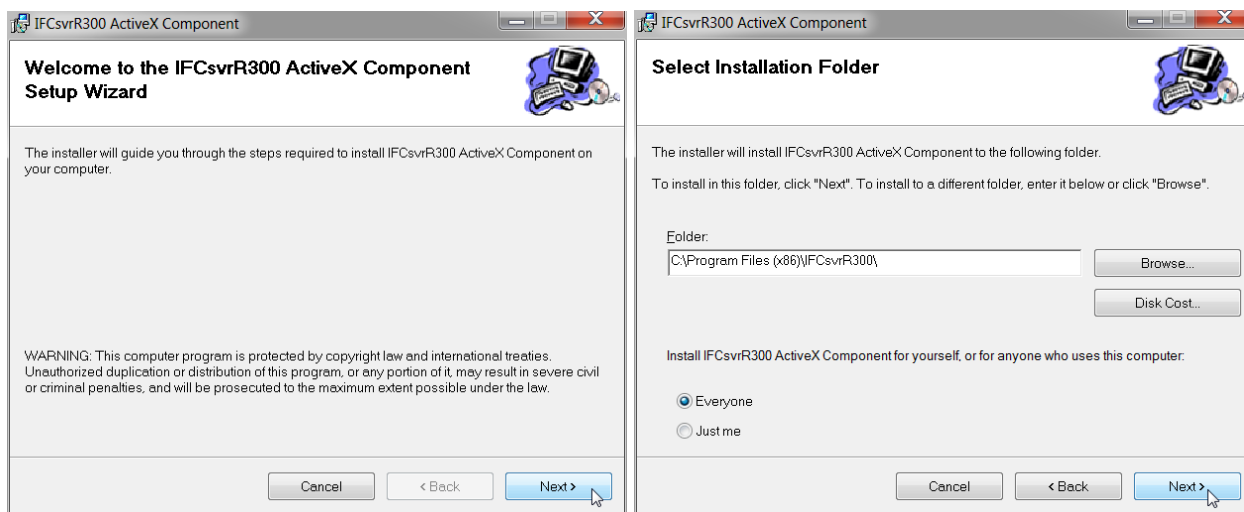 IFCsvrR300 ActiveX Component
Welcome to the IFCsvrR300 ActiveX Component
Setup Wizard
The installer will guide you through the steps required to install IFCsvrR300 ActiveX Component on
your computer.
WARNING: This computer program is protected by copyright law and international treaties.
Unauthorized duplication or distribution of this program, or any portion of it, may result in severe civil
or criminal penalties, and will be prosecuted to the maximum extent possible under the law.
Cancel
< Back
Next >
IFCsvrR300 ActiveX Component
Select Installation Folder
The installer will install IFCsvrR300 ActiveX Component to the following folder.
To install in this folder, click "Next". To install to a different folder, enter it below or click "Browse".
Folder:
C:\Program Files (x86)\IFCsvrR300\
Browse...
Disk Cost...
Install IFCsvrR300 ActiveX Component for yourself, or for anyone who uses this computer:
Everyone
Just me
Cancel
< Back
Next >